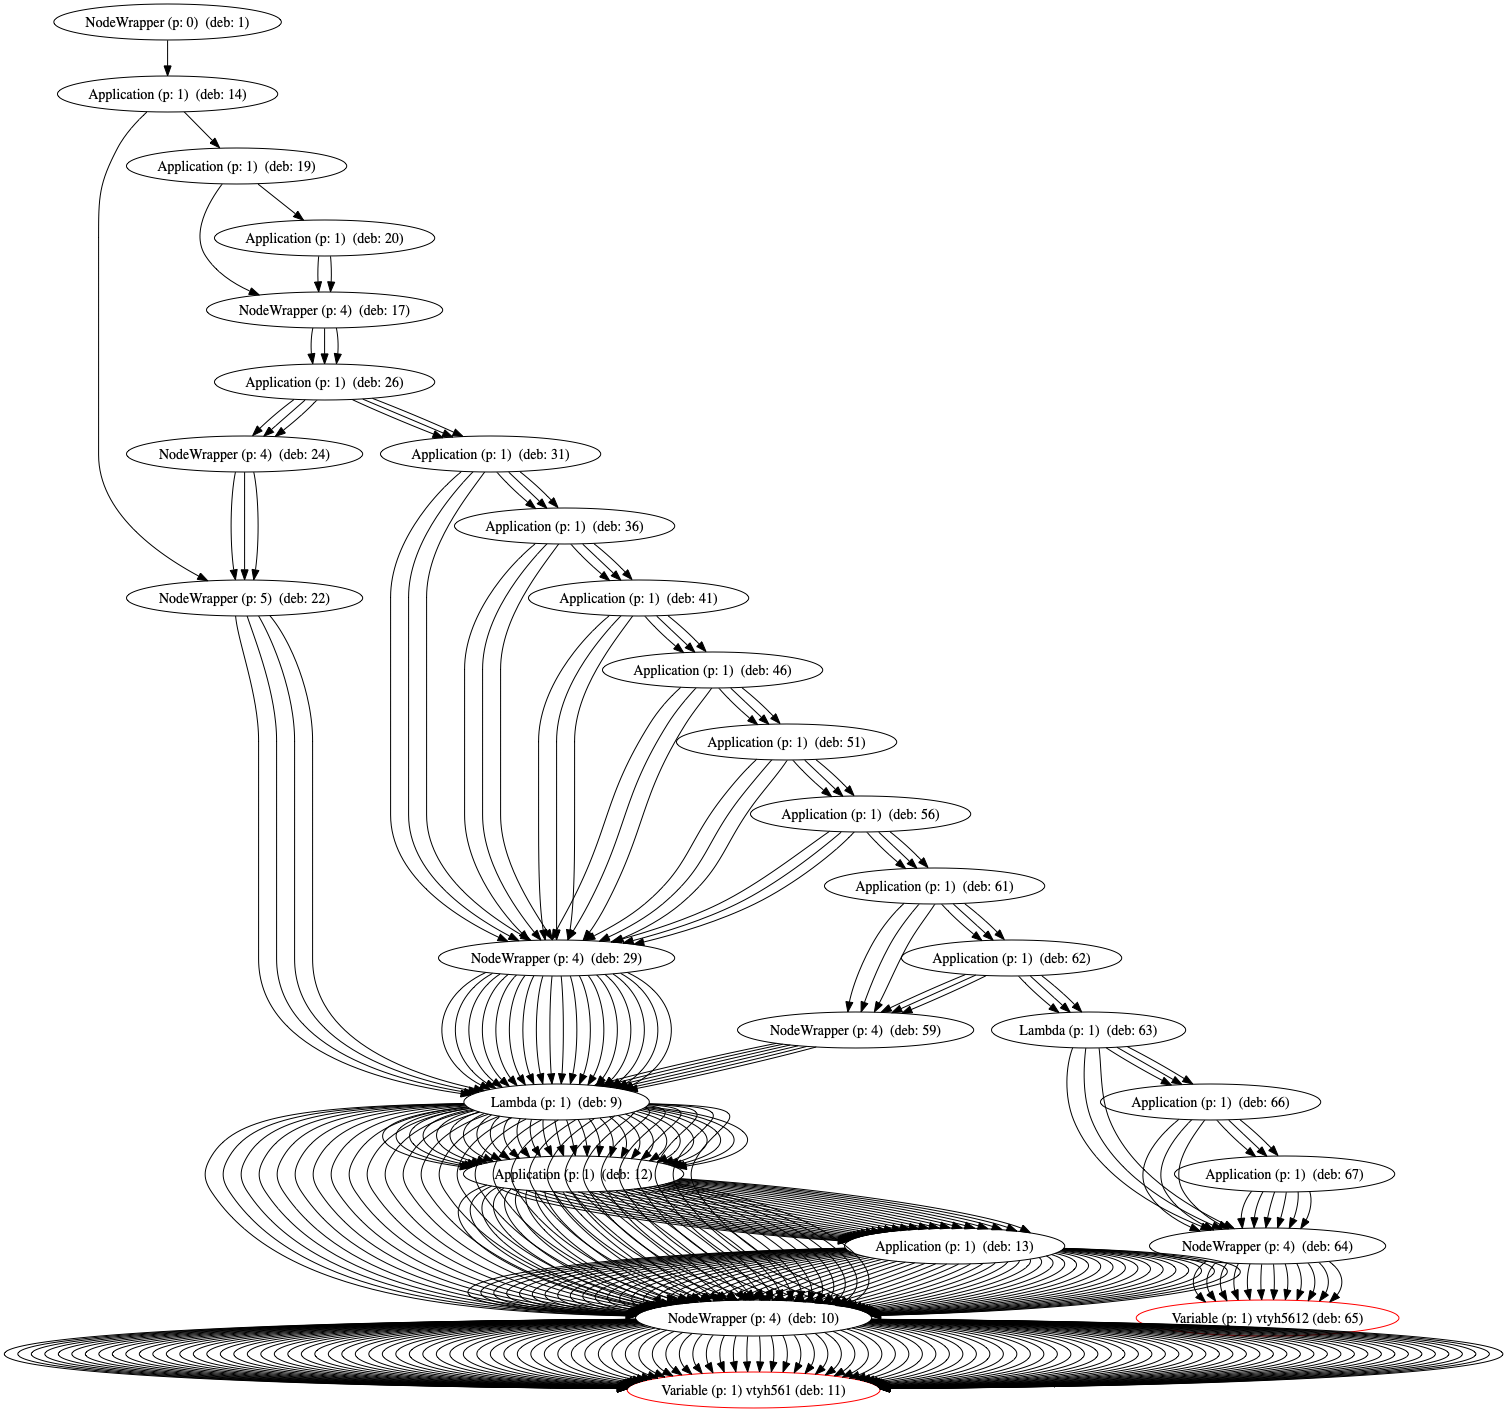 NodeWrapper (p: 0)  (deb: 1)
Application (p: 1)  (deb: 14)
Application (p: 1)  (deb: 19)
Application (p: 1)  (deb: 20)
NodeWrapper (p: 4)  (deb: 17)
Application (p: 1)  (deb: 26)
NodeWrapper (p: 4)  (deb: 24)
Application (p: 1)  (deb: 31)
Application (p: 1)  (deb: 36)
NodeWrapper (p: 5)  (deb: 22)
Application (p: 1)  (deb: 41)
Application (p: 1)  (deb: 46)
Application (p: 1)  (deb: 51)
Application (p: 1)  (deb: 56)
Application (p: 1)  (deb: 61)
NodeWrapper (p: 4)  (deb: 29)
Application (p: 1)  (deb: 62)
NodeWrapper (p: 4)  (deb: 59)
Lambda (p: 1)  (deb: 63)
Lambda (p: 1)  (deb: 9)
Application (p: 1)  (deb: 66)
Application (p: 1)  (deb: 12)
Application (p: 1)  (deb: 67)
Application (p: 1)  (deb: 13)
NodeWrapper (p: 4)  (deb: 64)
NodeWrapper (p: 4)  (deb: 10)
Variable (p: 1) vtyh5612 (deb: 65)
Variable (p: 1) vtyh561 (deb: 11)